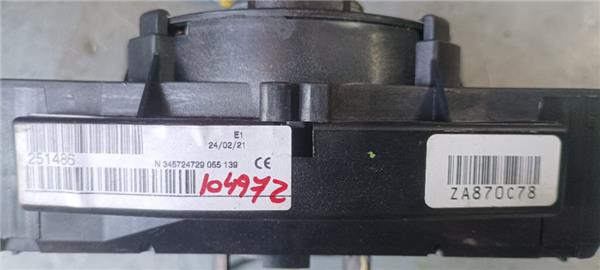 E1
24/02/21
251486
N 345724729 055 139 CE
104972
ZA870C78